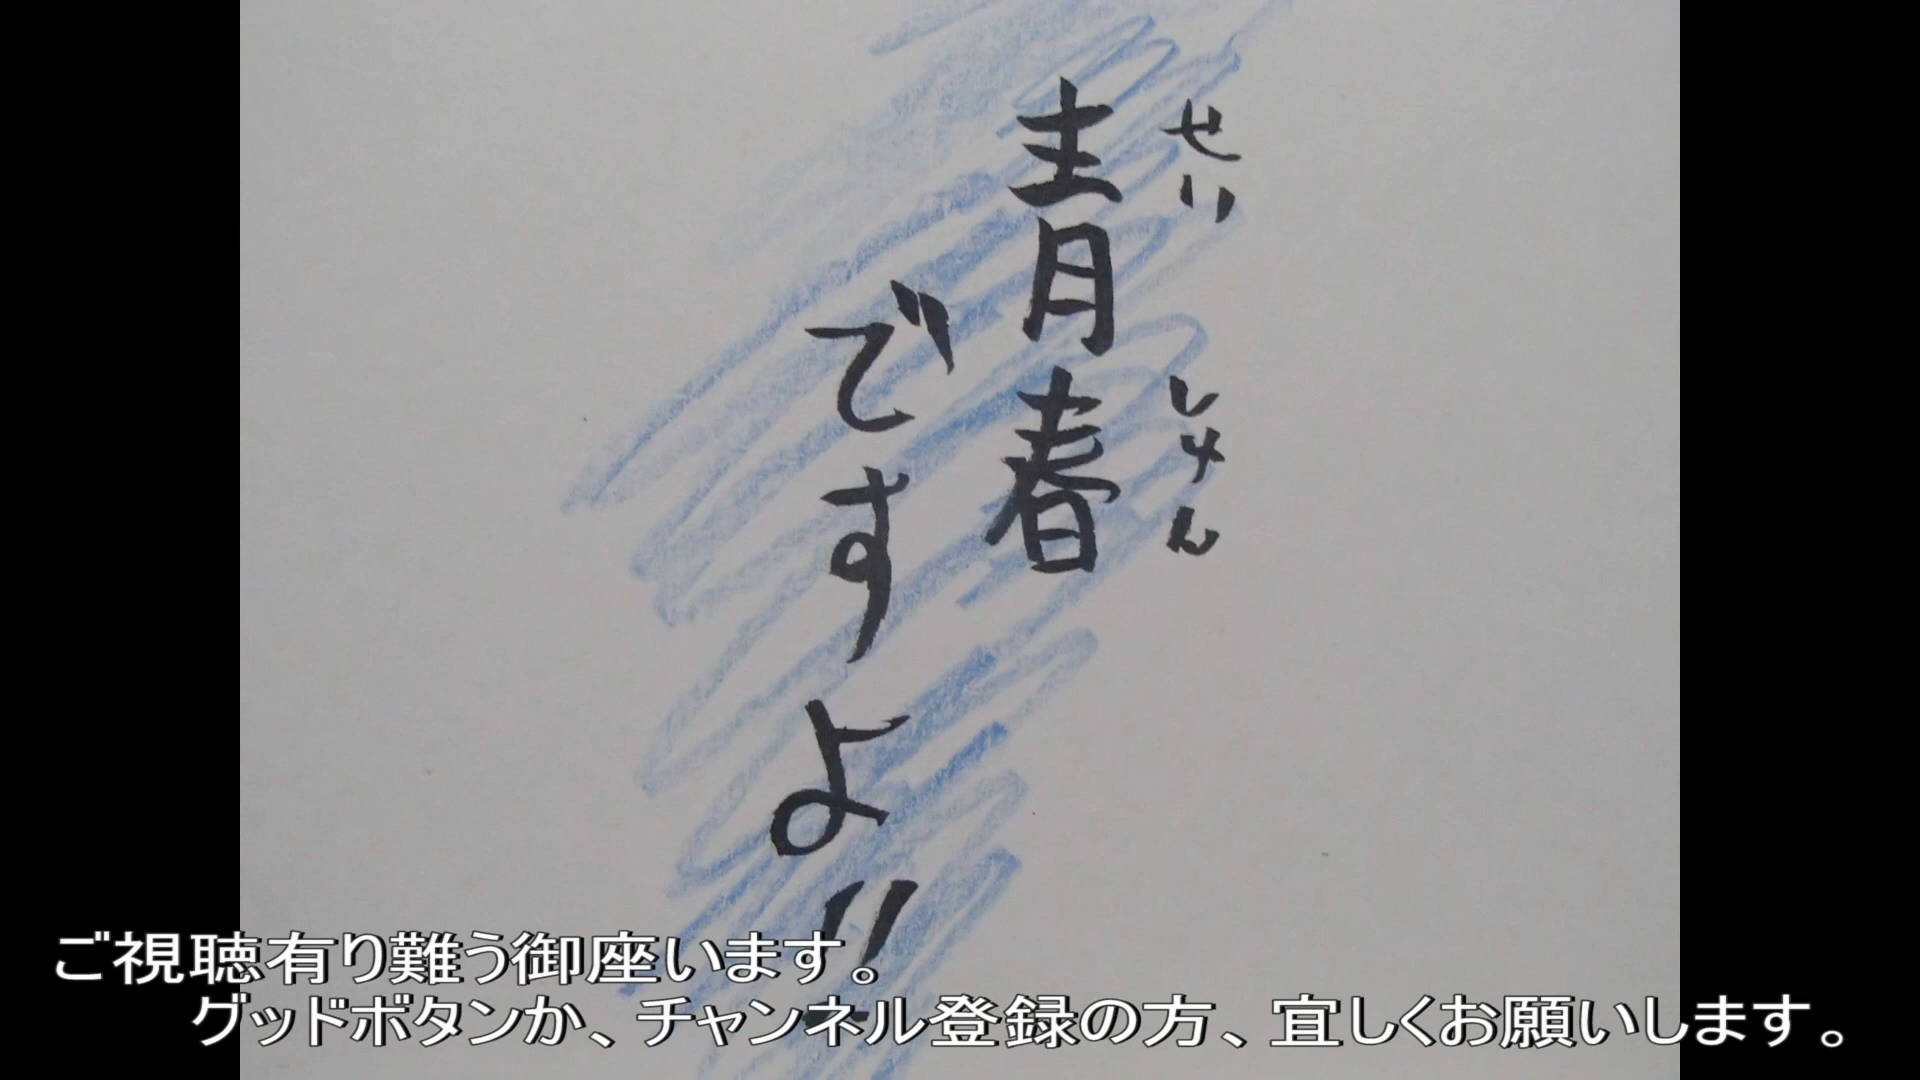 青春
せいしゅん
ですよ!!
ご視聴有り難う御座います。
グッドボタンか、チャンネル登録の方、宜しくお願いします。